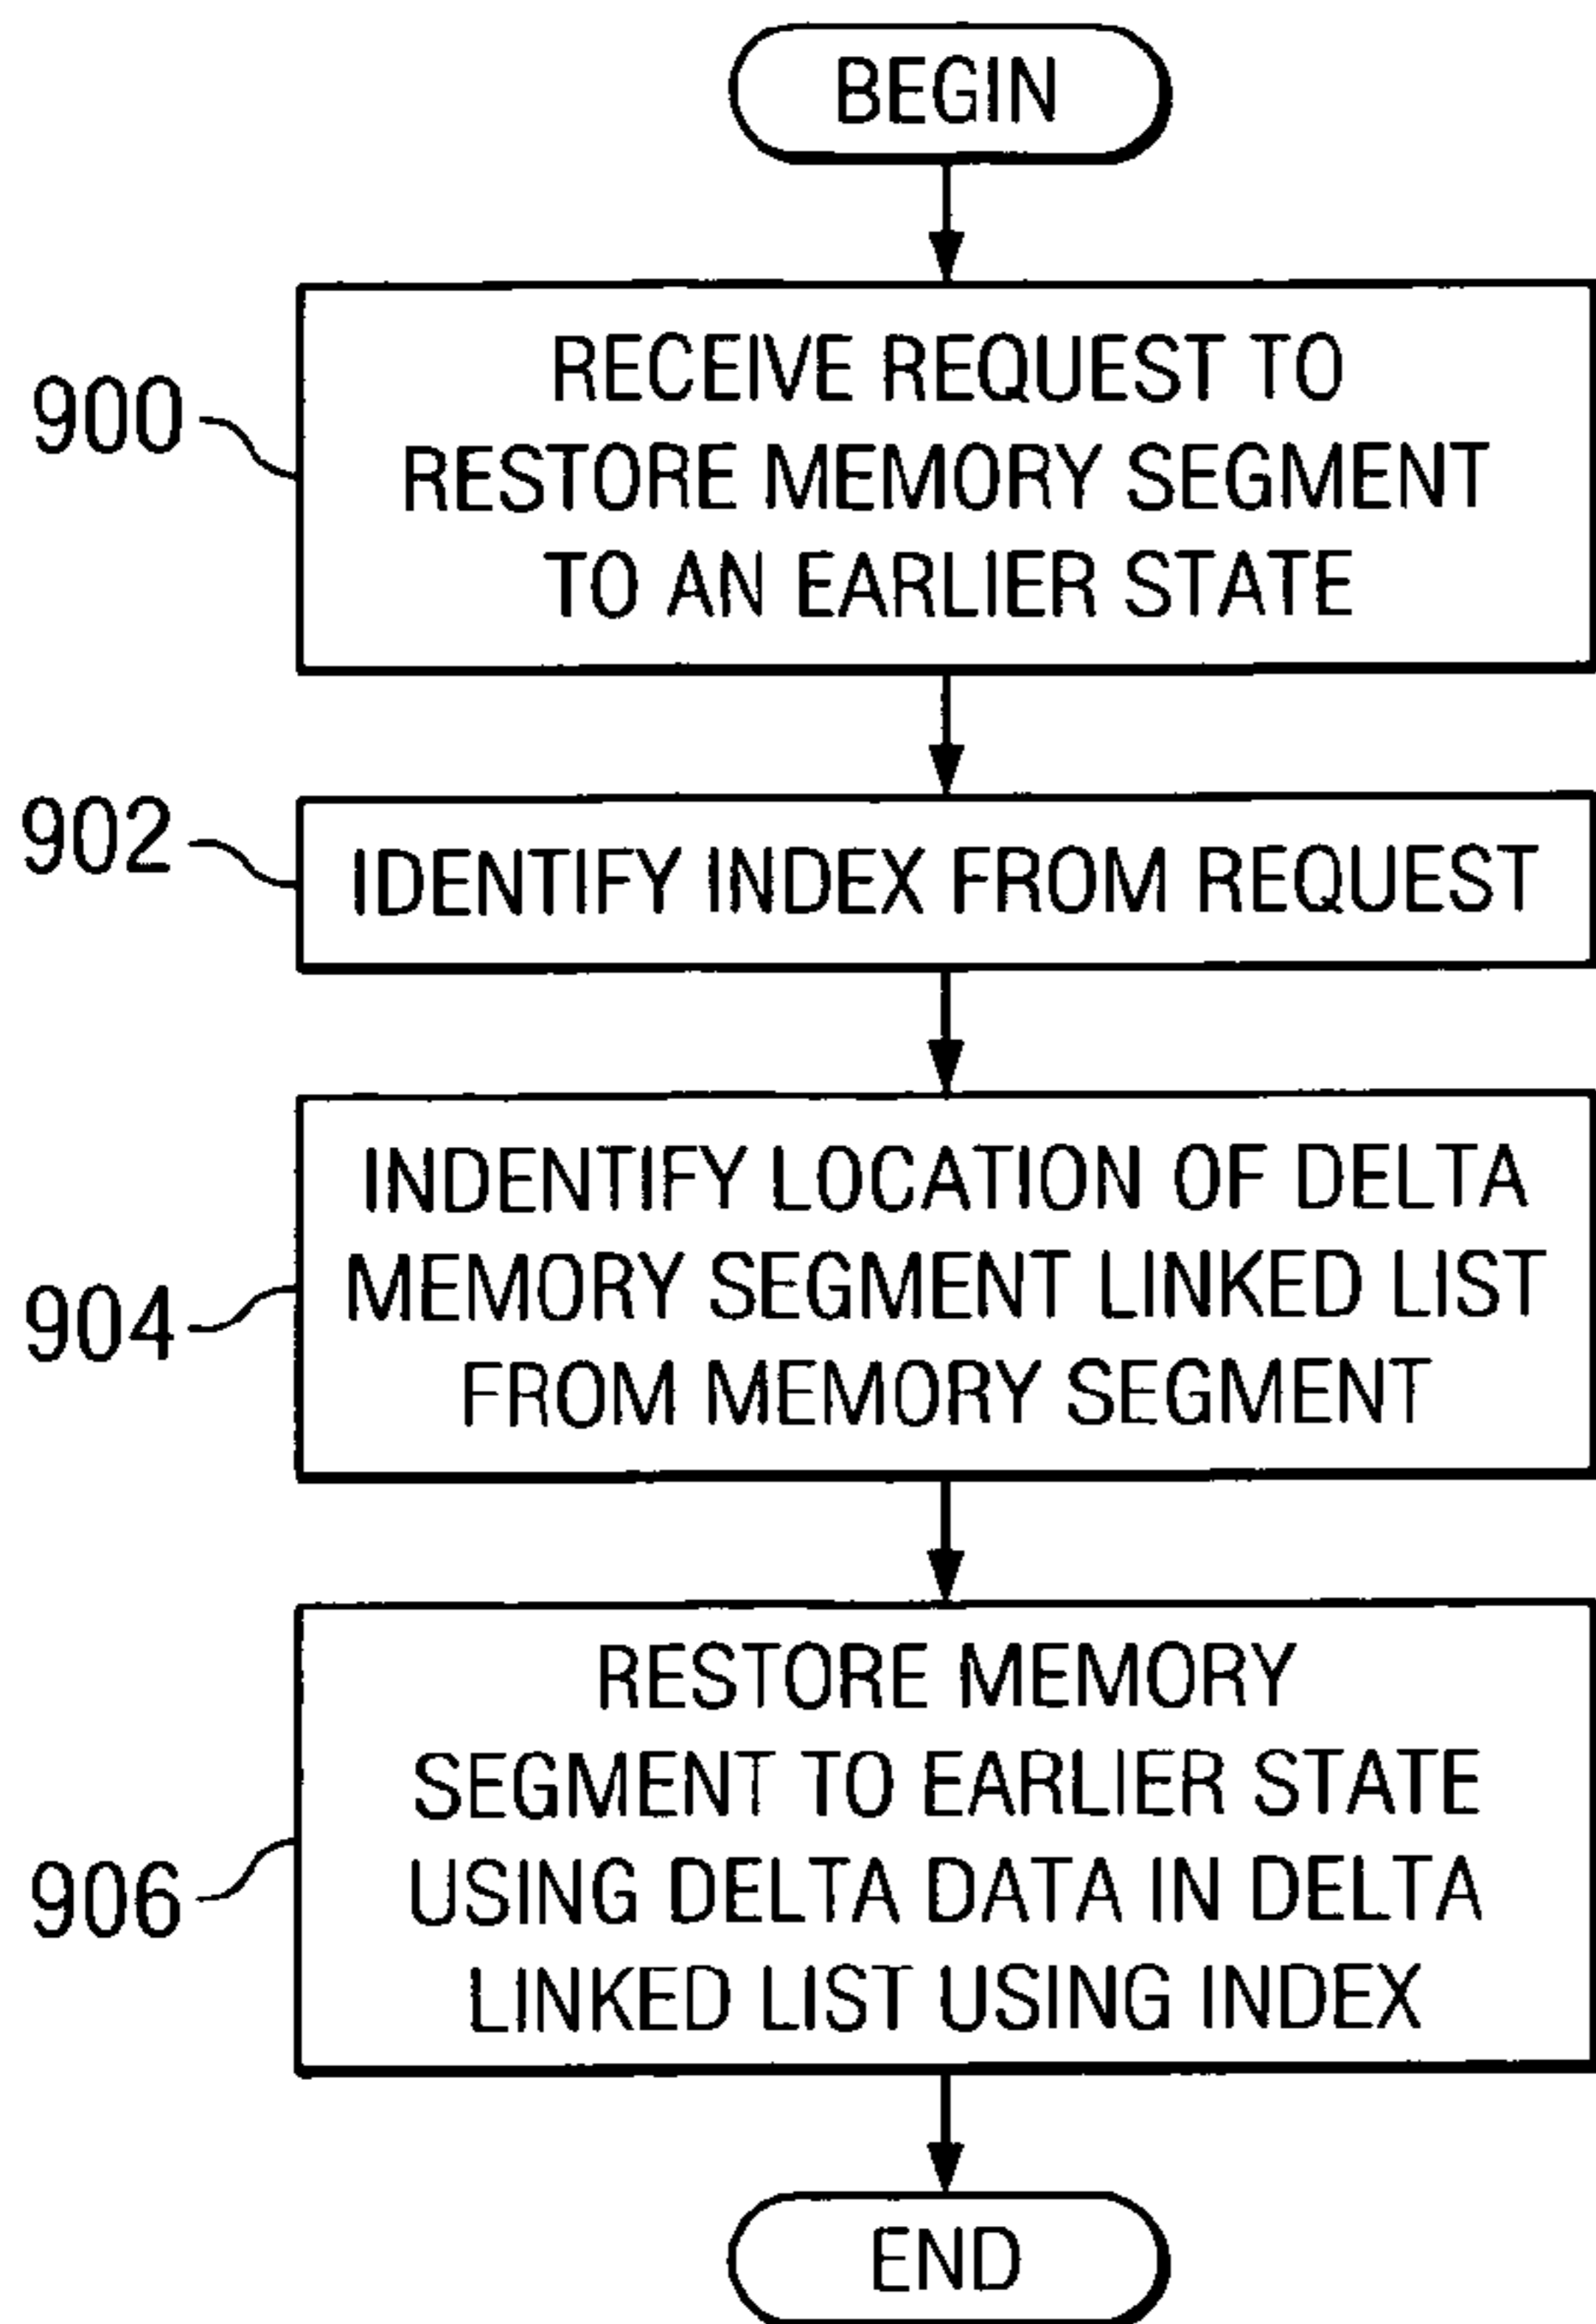 BEGIN
900
RECEIVE REQUEST TO
RESTORE MEMORY SEGMENT
TO AN EARLIER STATE
902
IDENTIFY INDEX FROM REQUEST
904
INDENTIFY LOCATION OF DELTA
MEMORY SEGMENT LINKED LIST
FROM MEMORY SEGMENT
906
RESTORE MEMORY
SEGMENT TO EARLIER STATE
USING DELTA DATA IN DELTA
LINKED LIST USING INDEX
END